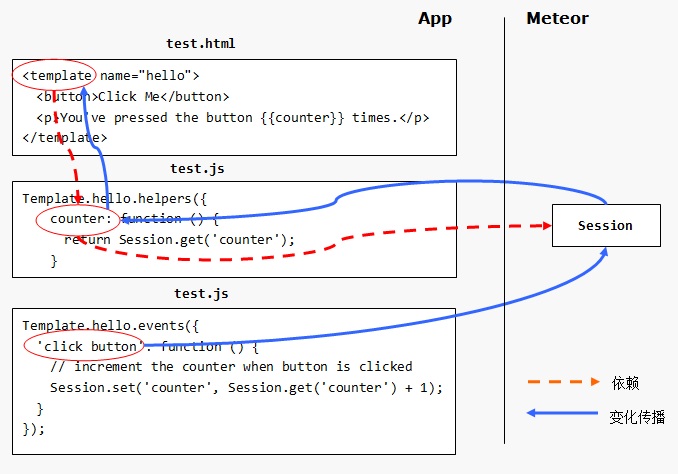 App
Meteor
test.html
<template name="hello">
<button>Click Me</button>
<p>You've pressed the button {{counter}} times.</p>
</template>
test.js
Template.hello.helpers({
counter: function () {
return Session.get('counter');
}
Session
test.js
Template.hello.events({
'click button': function () {
// increment the counter when button is clicked
Session.set('counter', Session.get('counter') + 1);
}
});
依赖
变化传播